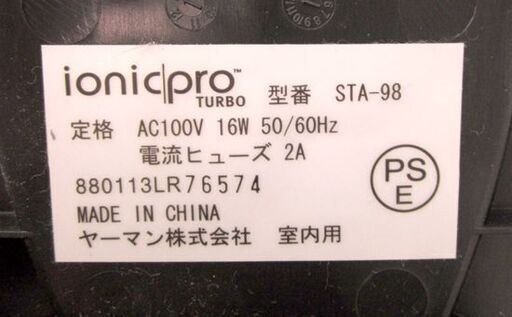 ionic pro™
TURBO 型番 STA-98
定格 AC100V 16W 50/60Hz
電流ヒューズ 2A
880113LR76574
MADE IN CHINA
ヤーマン株式会社 室内用
PS
E